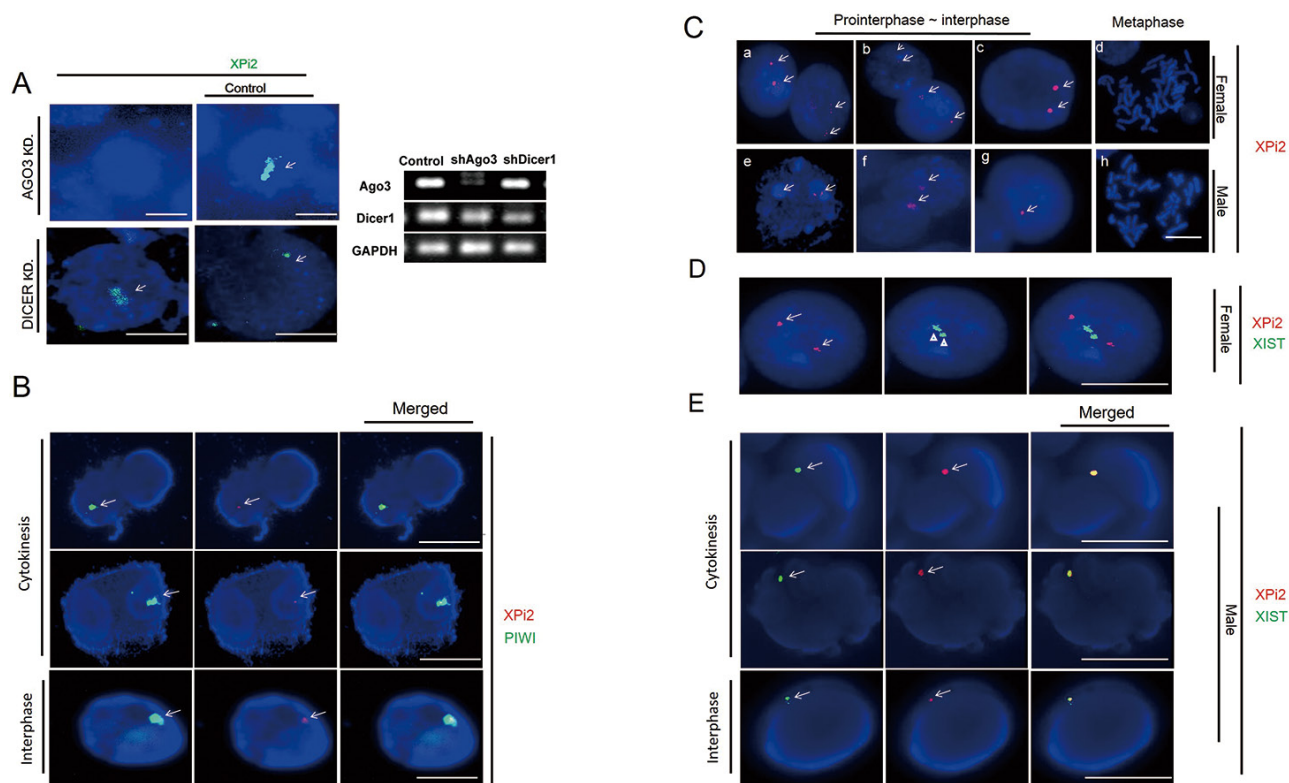 A
XPi2
Control
AGO3 KD.
DICER KD.
Control shAgo3 shDicer1
Ago3
Dicer1
GAPDH
B
Merged
Cytokinesis
Interphase
XPi2
PIWI
C
Prointerphase ~ interphase
Metaphase
a
b
c
d
Female
e
f
g
h
Male
XPi2
D
Female
XPi2
XIST
E
Merged
Cytokinesis
Interphase
Male
XPi2
XIST